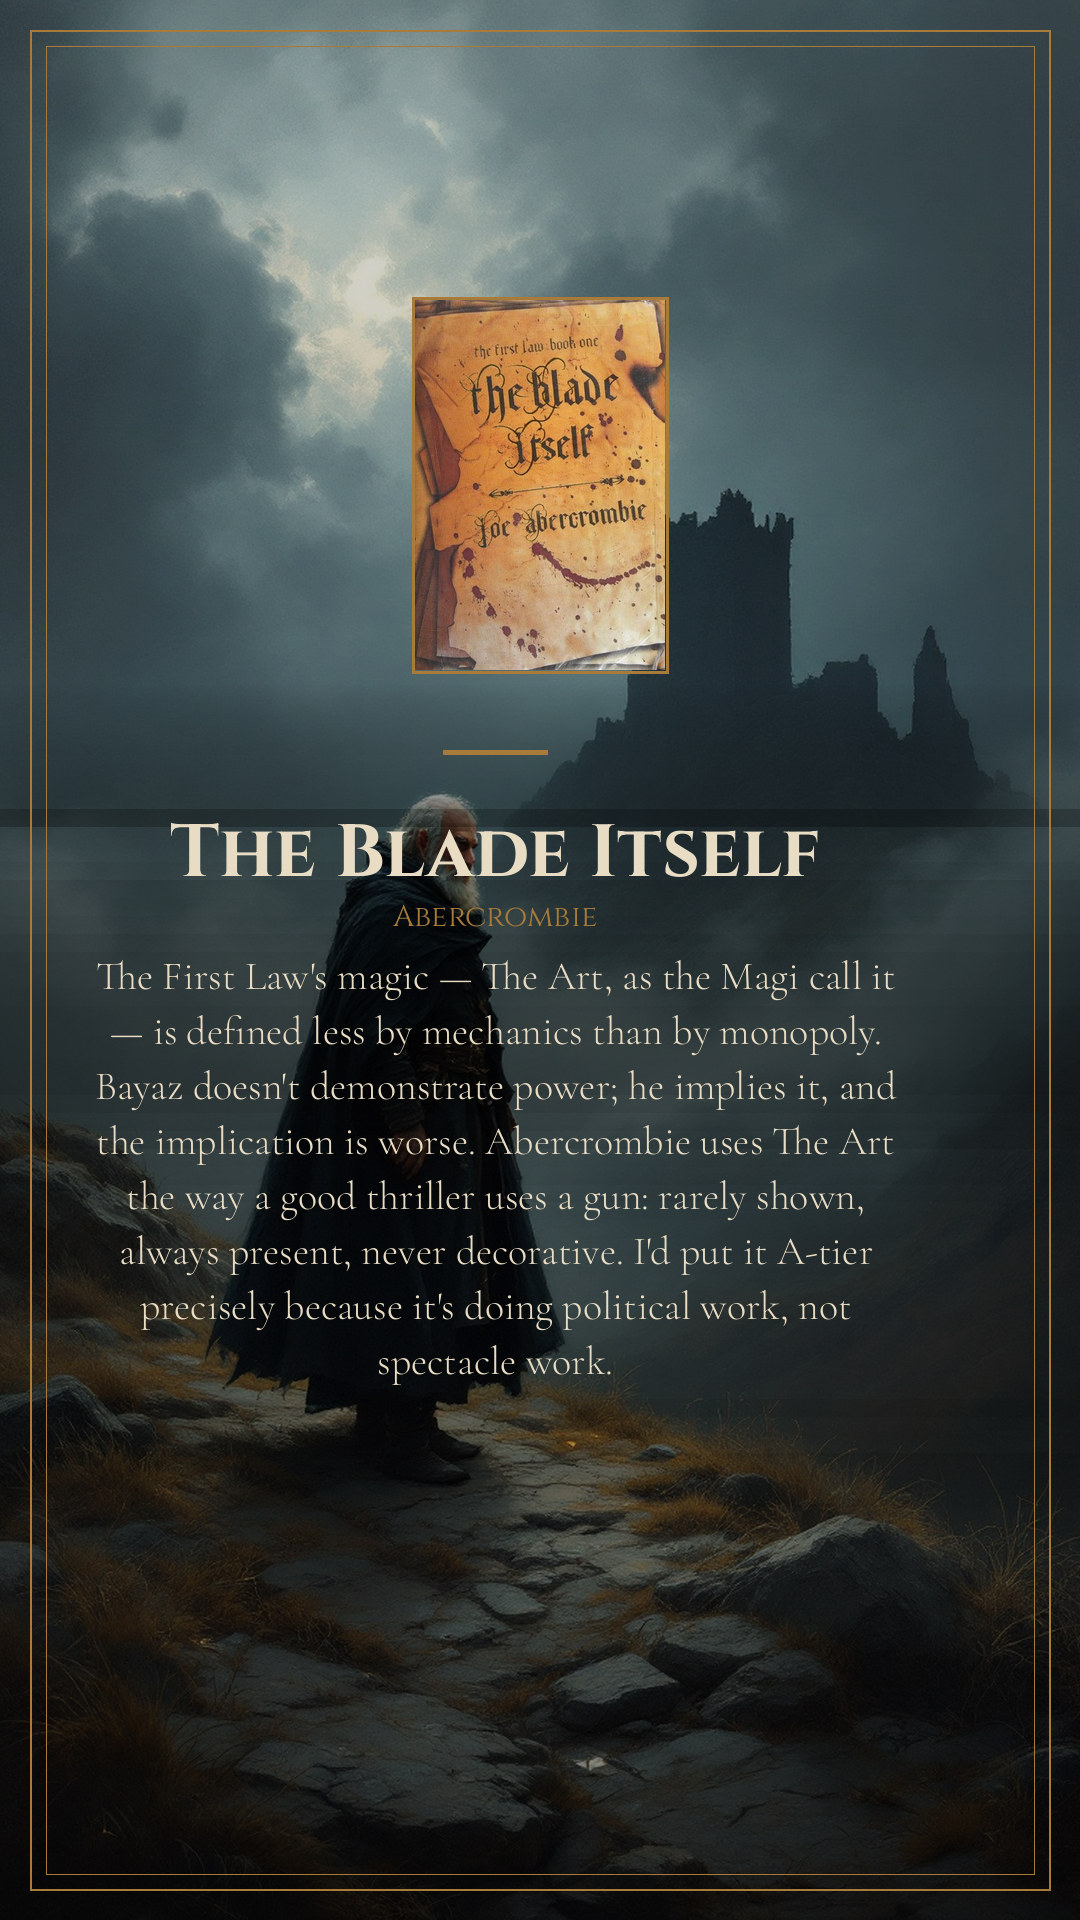 the first law: book one
the blade
itself
joe abercrombie
The Blade Itself
Abercrombie
The First Law's magic — The Art, as the Magi call it
— is defined less by mechanics than by monopoly.
Bayaz doesn't demonstrate power; he implies it, and
the implication is worse. Abercrombie uses The Art
the way a good thriller uses a gun: rarely shown,
always present, never decorative. I'd put it A-tier
precisely because it's doing political work, not
spectacle work.